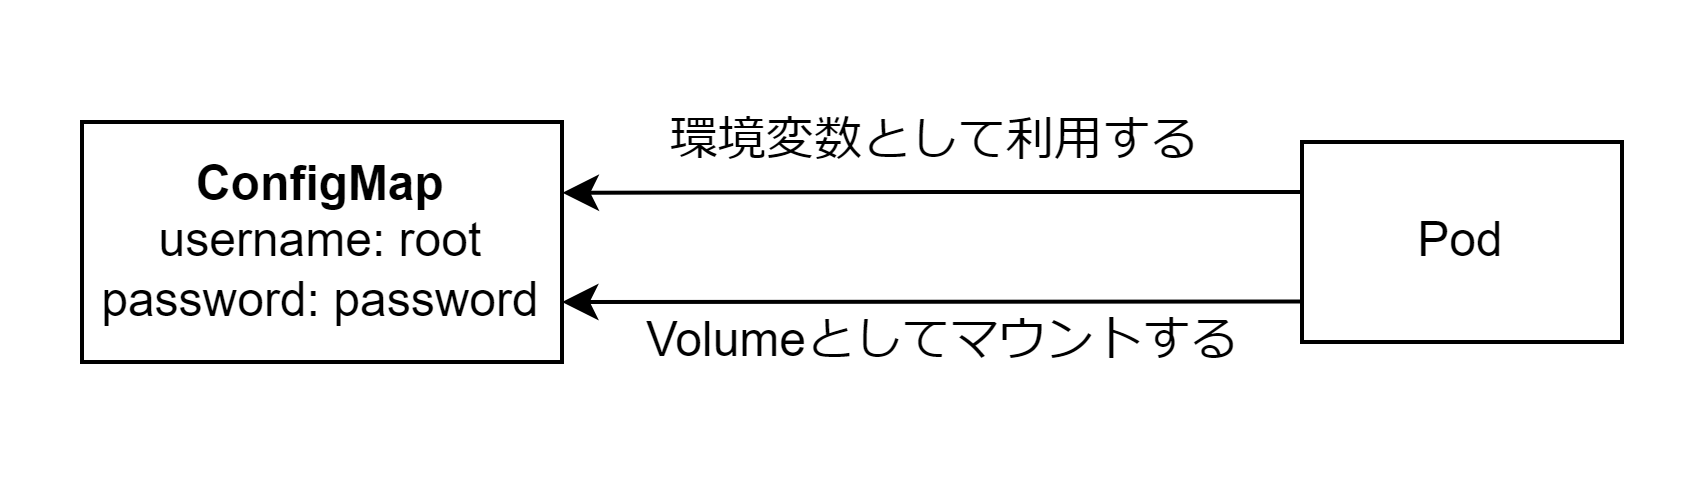 ConfigMap
username: root
password: password
環境変数として利用する
Volumeとしてマウントする
Pod